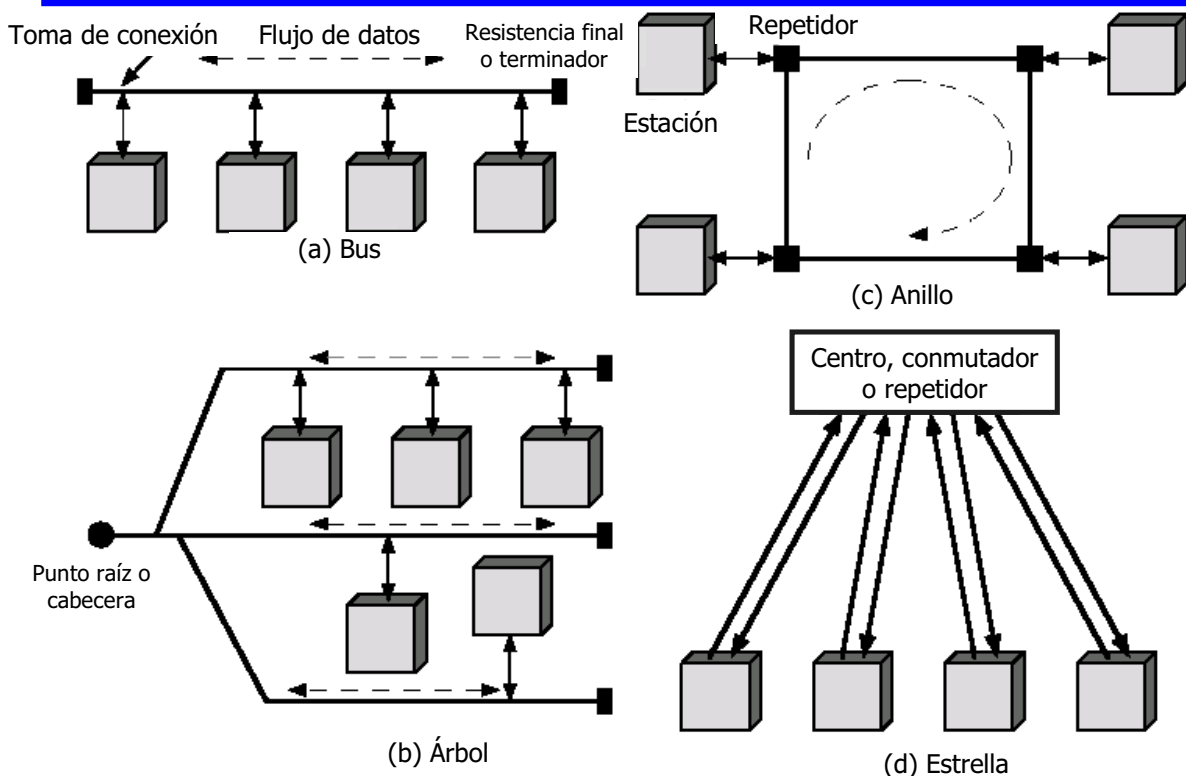 Toma de conexión
Flujo de datos
Resistencia final
o terminador
(a) Bus
Repetidor
Estación
(c) Anillo
Punto raíz o
cabecera
(b) Árbol
Centro, conmutador
o repetidor
(d) Estrella